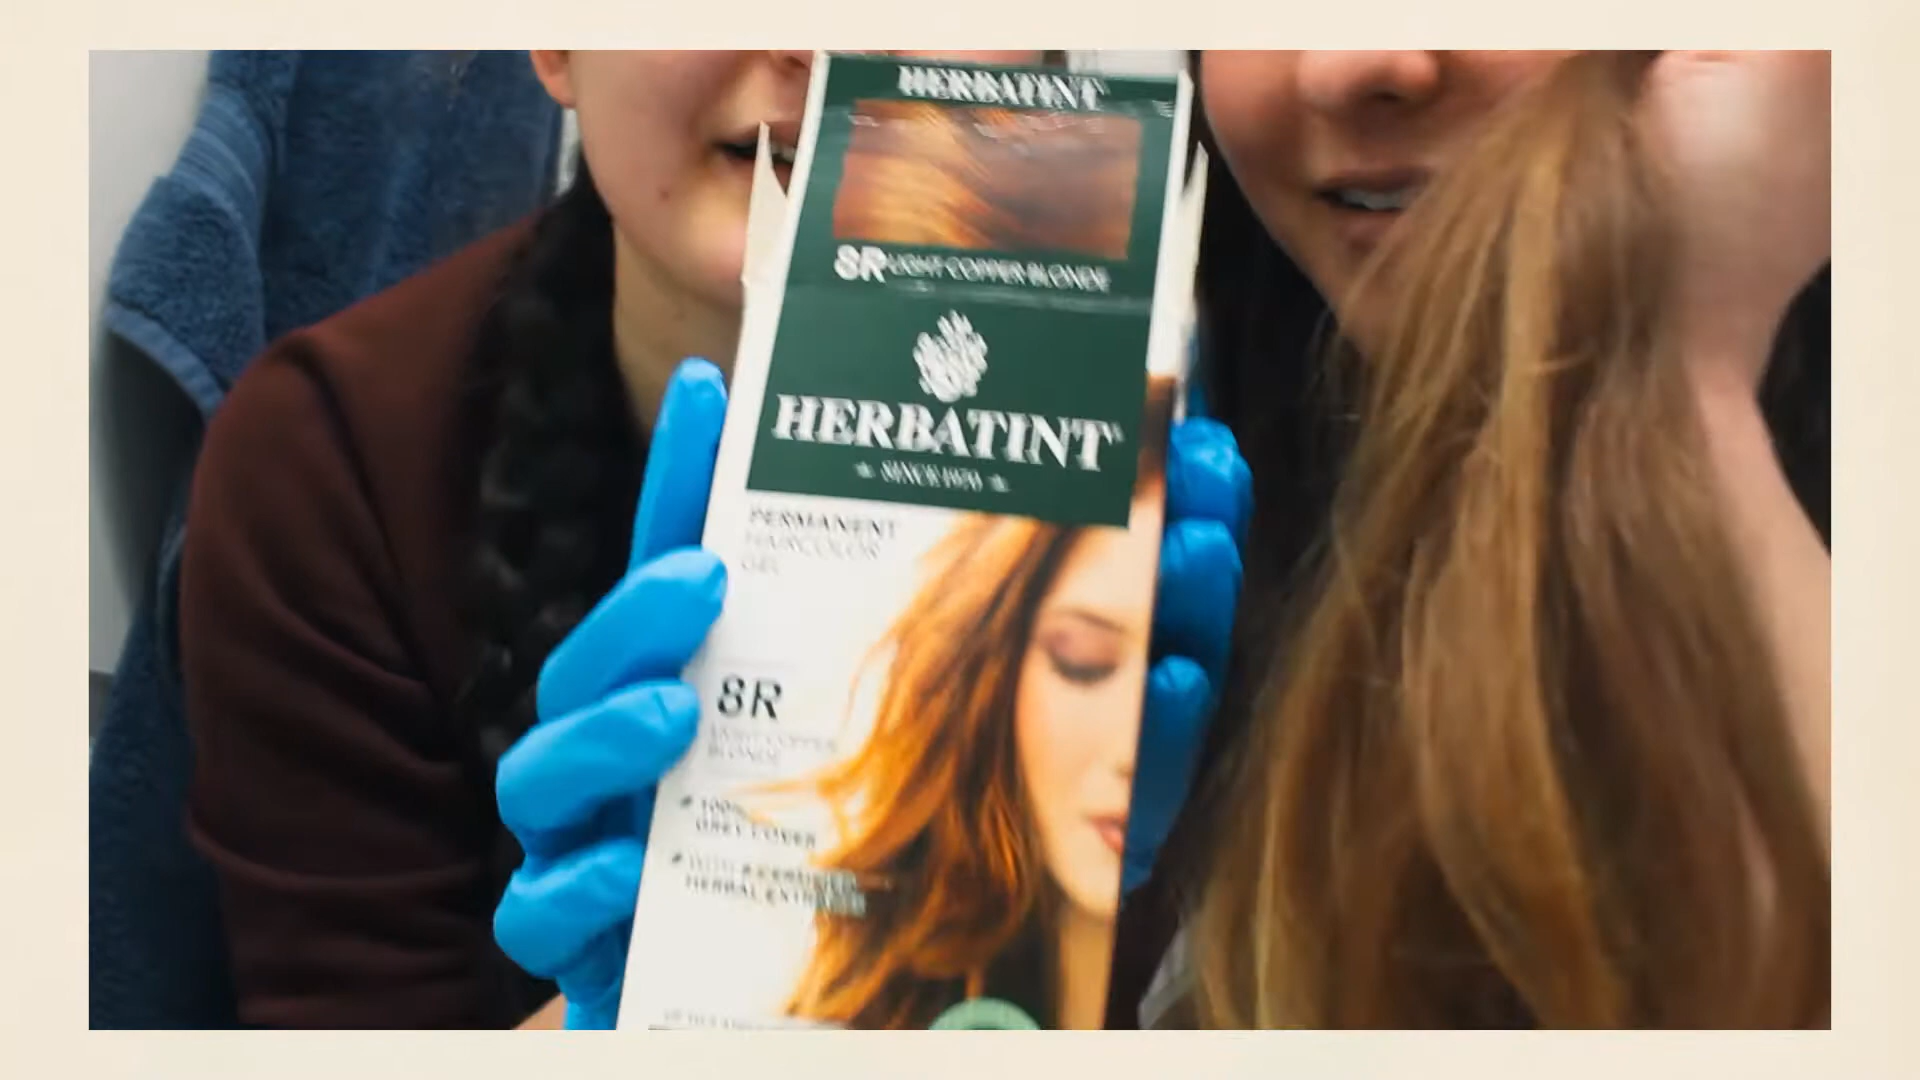 HERBATINT
8R LIGHT COPPER BLONDE
HERBATINT
SINCE 1970
PERMANENT
HAIRCOLOR
GEL
8R
LIGHT COPPER
BLONDE
100%
GREY COVER
HERBAL EXTRACTS